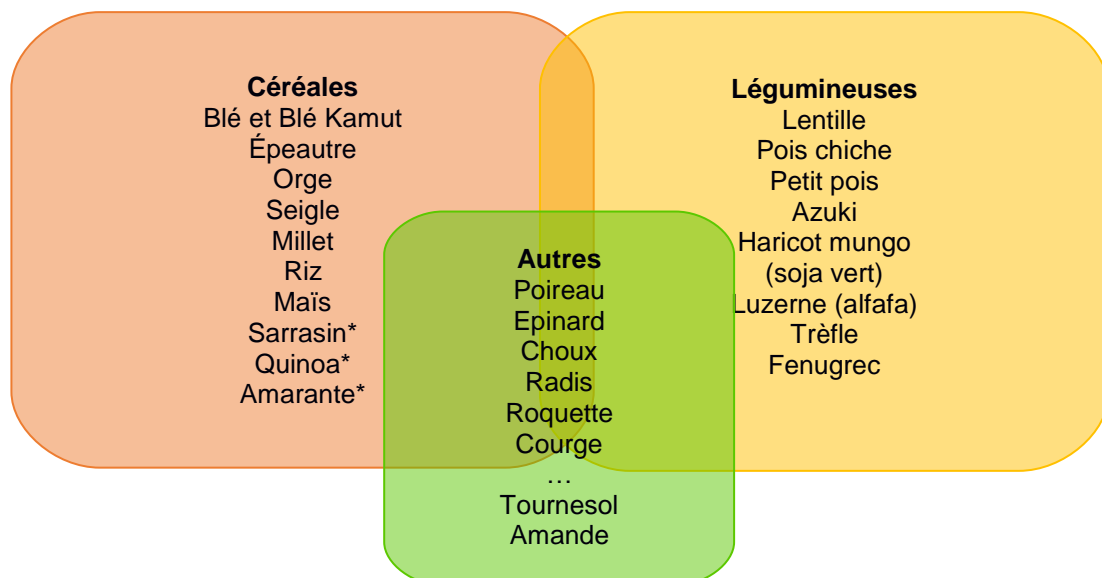 Céréales
Blé et Blé Kamut
Épeautre
Orge
Seigle
Millet
Riz
Maïs
Sarrasin*
Quinoa*
Amarante*
Légumineuses
Lentille
Pois chiche
Petit pois
Azuki
Haricot mungo
(soja vert)
Luzerne (alfafa)
Trèfle
Fenugrec
Autres
Poireau
Epinard
Choux
Radis
Roquette
Courge
…
Tournesol
Amande